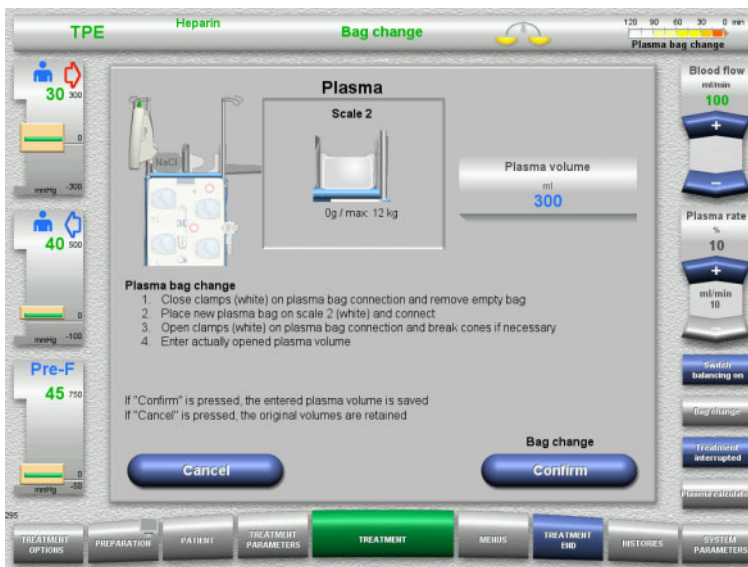 TPE
Heparin
Bag change
120 90 60 30 0 min
Plasma bag change
30 300
0
mmHg -300
40 500
0
mmHg -100
Pre-F
45 750
0
mmHg -50
Plasma
Scale 2
NaCl
0g / max: 12 kg
Plasma volume
ml
300
Plasma bag change
1. Close clamps (white) on plasma bag connection and remove empty bag
2. Place new plasma bag on scale 2 (white) and connect
3. Open clamps (white) on plasma bag connection and break cones if necessary
4. Enter actually opened plasma volume
If "Confirm" is pressed, the entered plasma volume is saved
If "Cancel" is pressed, the original volumes are retained
Cancel
Bag change
Confirm
Blood flow
ml/min
100
+
–
Plasma rate
%
10
+
ml/min
10
–
Switch
balancing on
Bag change
Treatment
interrupted
Plasma calculate
295
TREATMENT
OPTIONS
PREPARATION
PATIENT
TREATMENT
PARAMETERS
TREATMENT
MENUS
TREATMENT
END
HISTORIES
SYSTEM
PARAMETERS